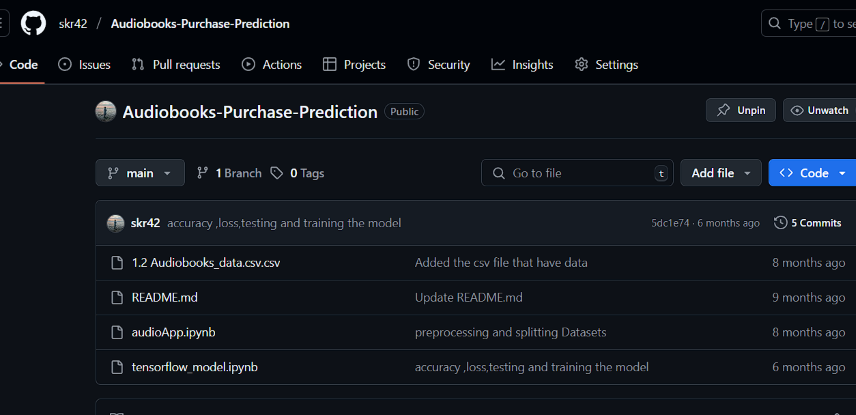 skr42 / Audiobooks-Purchase-Prediction Type / to se
Code Issues Pull requests Actions Projects Security Insights Settings
Audiobooks-Purchase-Prediction Public Unpin Unwatch
main 1 Branch 0 Tags Go to file t Add file Code
skr42 accuracy ,loss,testing and training the model 5dc1e74 · 6 months ago 5 Commits
1.2 Audiobooks_data.csv.csv Added the csv file that have data 8 months ago
README.md Update README.md 9 months ago
audioApp.ipynb preprocessing and splitting Datasets 8 months ago
tensorflow_model.ipynb accuracy ,loss,testing and training the model 6 months ago